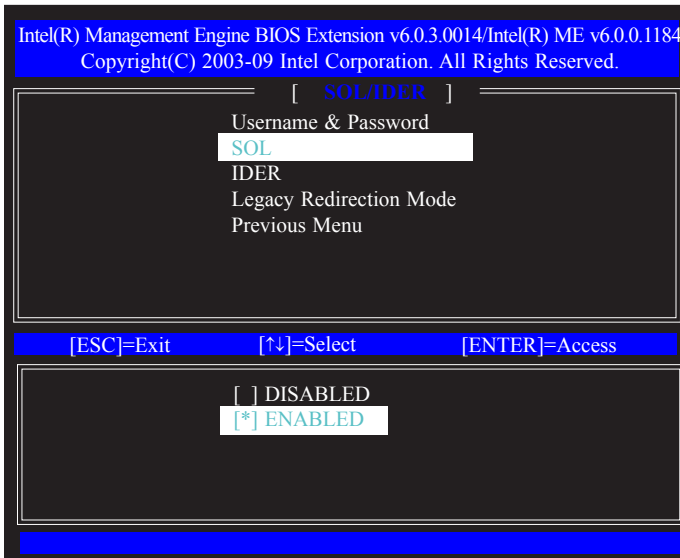 Intel(R) Management Engine BIOS Extension v6.0.3.0014/Intel(R) ME v6.0.0.1184
Copyright(C) 2003-09 Intel Corporation. All Rights Reserved.
[ SOL/IDER ]
Username & Password
SOL
IDER
Legacy Redirection Mode
Previous Menu
[ESC]=Exit [↑↓]=Select [ENTER]=Access
[ ] DISABLED
[*] ENABLED